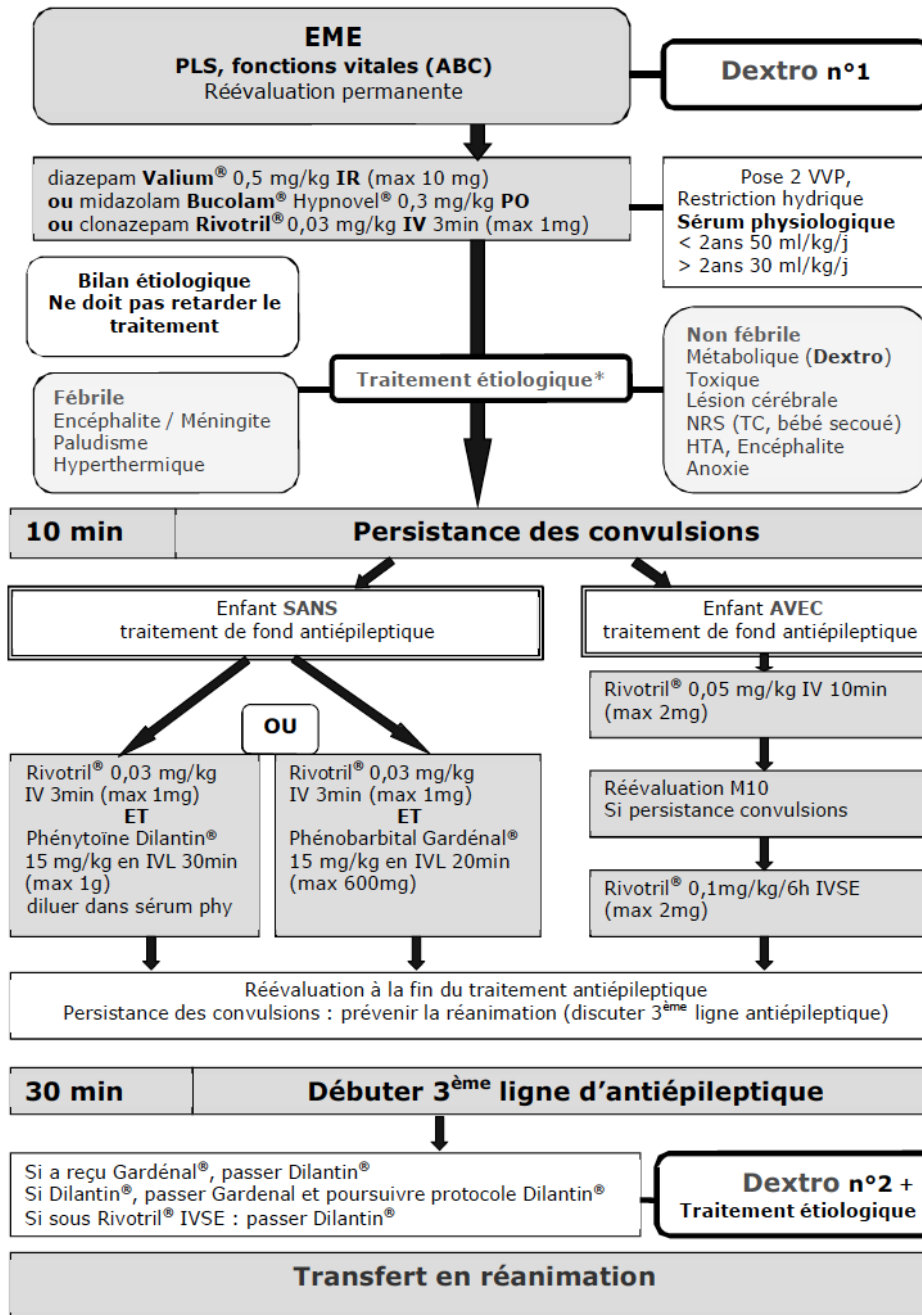 EME
PLS, fonctions vitales (ABC)
Réévaluation permanente
Dextro n°1
diazepam Valium® 0,5 mg/kg IR (max 10 mg)
ou midazolam Bucolam® Hypnovel® 0,3 mg/kg PO
ou clonazepam Rivotril® 0,03 mg/kg IV 3min (max 1mg)
Pose 2 VVP,
Restriction hydrique
Sérum physiologique
< 2ans 50 ml/kg/j
> 2ans 30 ml/kg/j
Bilan étiologique
Ne doit pas retarder le
traitement
Traitement étiologique*
Fébrile
Encéphalite / Méningite
Paludisme
Hyperthermique
Non fébrile
Métabolique (Dextro)
Toxique
Lésion cérébrale
NRS (TC, bébé secoué)
HTA, Encéphalite
Anoxie
10 min
Persistance des convulsions
Enfant SANS
traitement de fond antiépileptique
Enfant AVEC
traitement de fond antiépileptique
OU
Rivotril® 0,03 mg/kg
IV 3min (max 1mg)
ET
Phénytoïne Dilantin®
15 mg/kg en IVL 30min
(max 1g)
diluer dans sérum phy
Rivotril® 0,03 mg/kg
IV 3min (max 1mg)
ET
Phénobarbital Gardénal®
15 mg/kg en IVL 20min
(max 600mg)
Rivotril® 0,05 mg/kg IV 10min
(max 2mg)
Réévaluation M10
Si persistance convulsions
Rivotril® 0,1mg/kg/6h IVSE
(max 2mg)
Réévaluation à la fin du traitement antiépileptique
Persistance des convulsions : prévenir la réanimation (discuter 3ème ligne antiépileptique)
30 min
Débuter 3ème ligne d'antiépileptique
Si a reçu Gardénal®, passer Dilantin®
Si Dilantin®, passer Gardenal et poursuivre protocole Dilantin®
Si sous Rivotril® IVSE : passer Dilantin®
Dextro n°2 +
Traitement étiologique
Transfert en réanimation